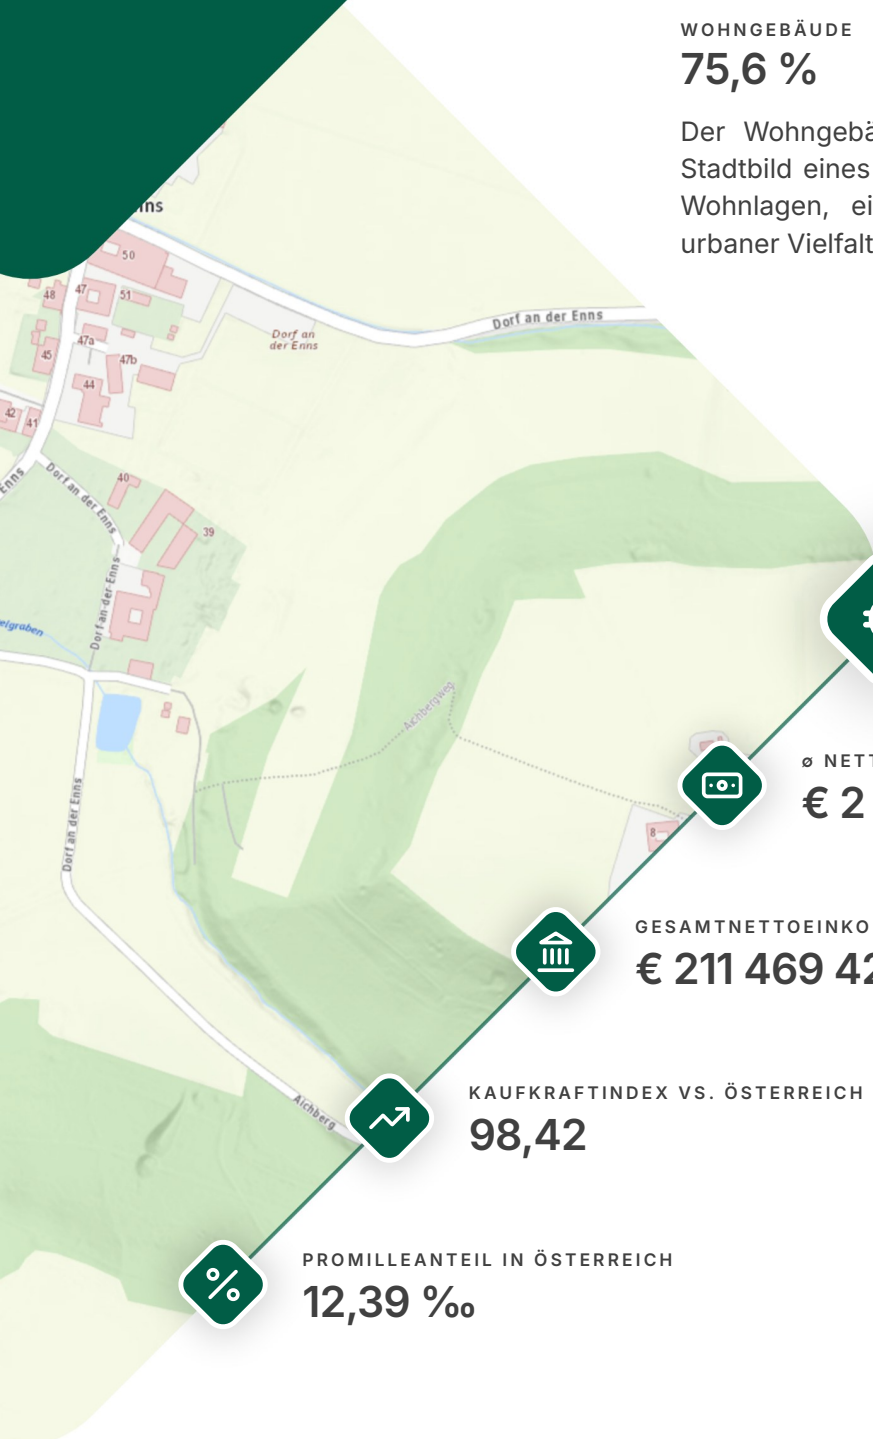 WOHNGEBÄUDE
75,6 %
Der Wohngebä
Stadtbild eines
Wohnlagen, ei
urbaner Vielfalt
nns
50
48
47
51
Dorf an der Enns
Dorf an
der Enns
47a
45
47b
44
42
41
Enns
Dorf an der Enns
40
39
Dorf an der Enns
elgraben
Aichbergweg
Dorf an der Enns
8
ø NETT
€ 2
GESAMTNETTOEINKO
€ 211 469 42
Aichberg
KAUFKRAFTINDEX VS. ÖSTERREICH
98,42
PROMILLEANTEIL IN ÖSTERREICH
12,39 ‰